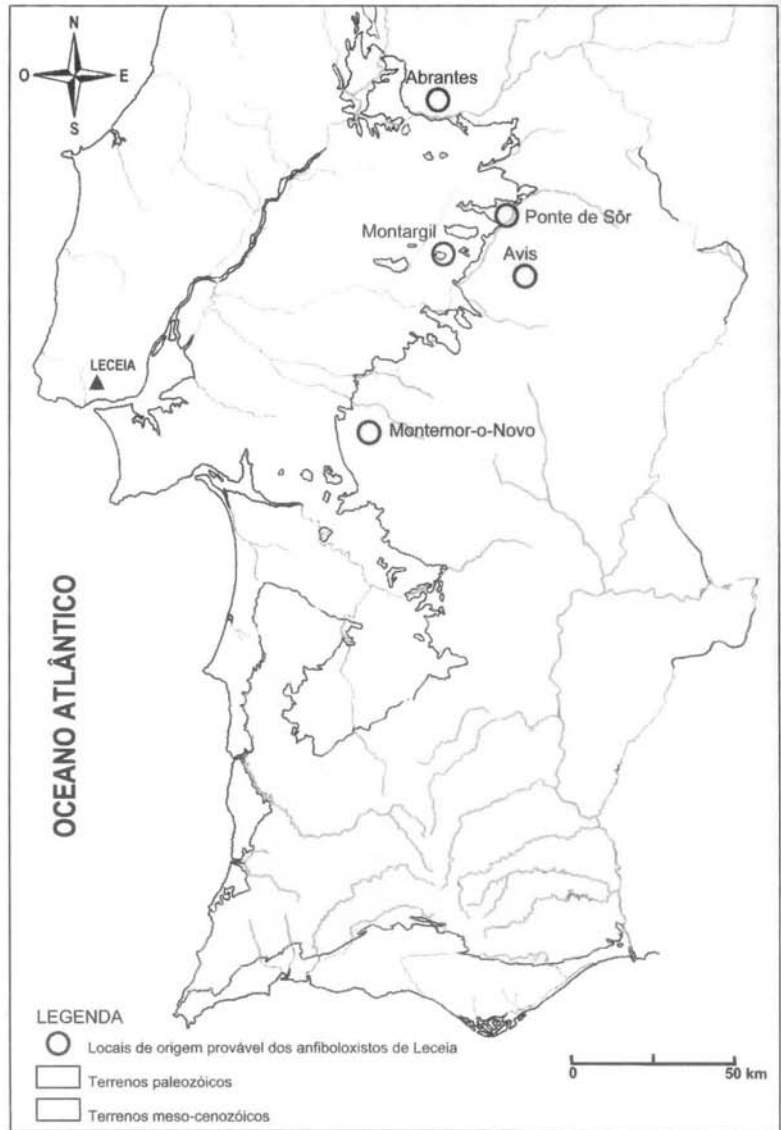 N
O
E
S
Abrantes
Ponte de Sôr
Montargil
Avis
LECEIA
Montemor-o-Novo
OCEANO ATLÂNTICO
LEGENDA
Locais de origem provável dos anfiboloxistos de Leceia
Terrenos paleozóicos
Terrenos meso-cenozóicos
0
50 km